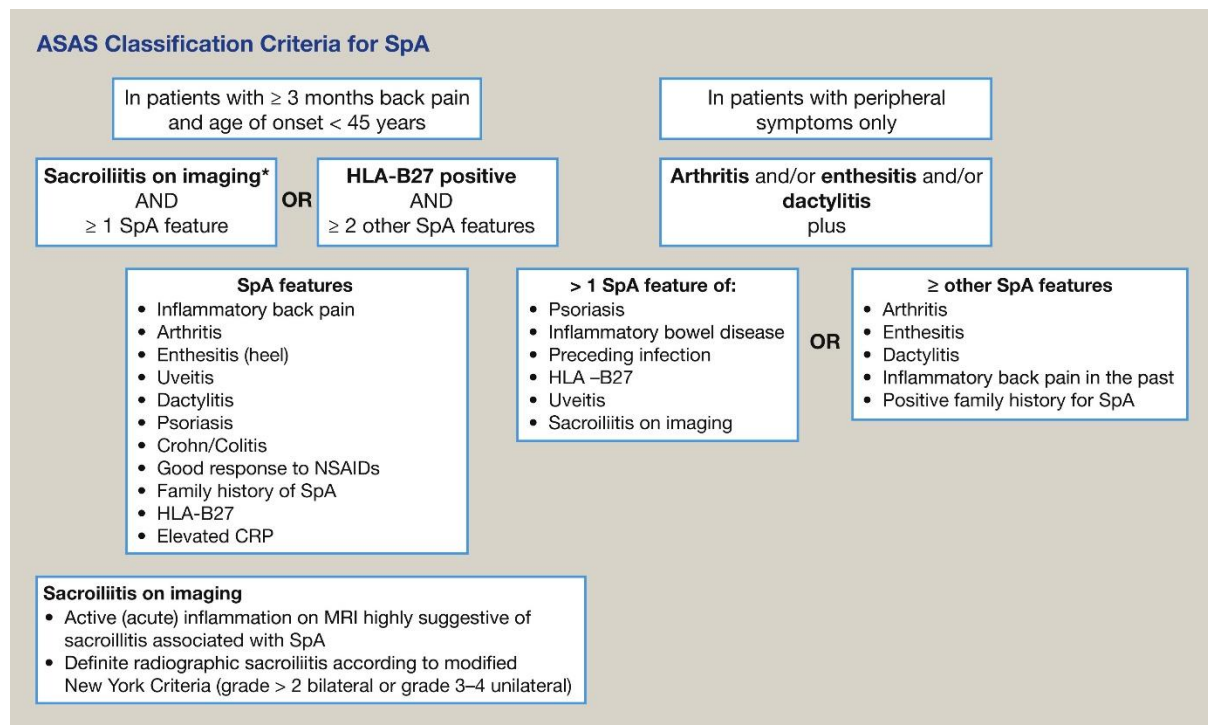 ASAS Classification Criteria for SpA
In patients with ≥ 3 months back pain
and age of onset < 45 years
In patients with peripheral
symptoms only
Sacroiliitis on imaging*
AND
≥ 1 SpA feature
OR
HLA-B27 positive
AND
≥ 2 other SpA features
Arthritis and/or enthesitis and/or
dactylitis
plus
SpA features
• Inflammatory back pain
• Arthritis
• Enthesitis (heel)
• Uveitis
• Dactylitis
• Psoriasis
• Crohn/Colitis
• Good response to NSAIDs
• Family history of SpA
• HLA-B27
• Elevated CRP
> 1 SpA feature of:
• Psoriasis
• Inflammatory bowel disease
• Preceding infection
• HLA –B27
• Uveitis
• Sacroiliitis on imaging
OR
≥ other SpA features
• Arthritis
• Enthesitis
• Dactylitis
• Inflammatory back pain in the past
• Positive family history for SpA
Sacroiliitis on imaging
• Active (acute) inflammation on MRI highly suggestive of
sacroillitis associated with SpA
• Definite radiographic sacroiliitis according to modified
New York Criteria (grade > 2 bilateral or grade 3–4 unilateral)